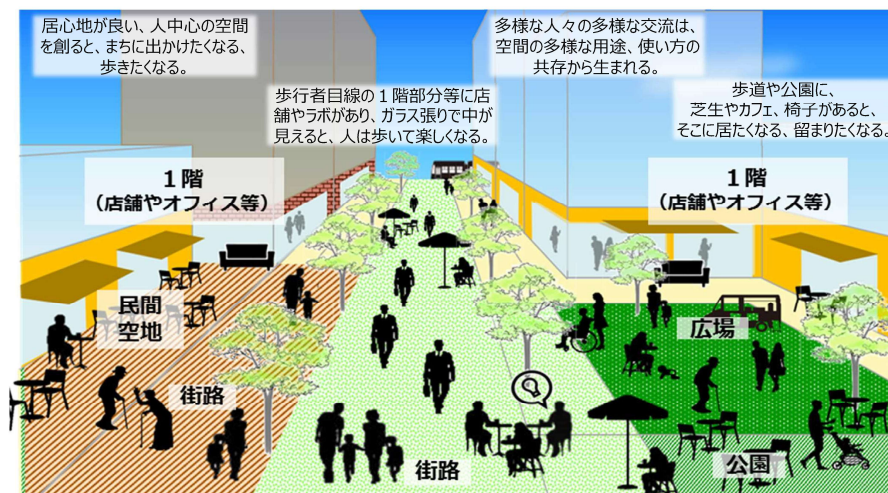 居心地が良い、人中心の空間
を創ると、まちに出かけたくなる、
歩きたくなる。
多様な人々の多様な交流は、
空間の多様な用途、使い方の
共存から生まれる。
歩行者目線の1階部分等に店
舗やラボがあり、ガラス張りで中が
見えると、人は歩いて楽しくなる。
歩道や公園に、
芝生やカフェ、椅子があると、
そこに居たくなる、留まりたくなる。
1階
(店舗やオフィス等)
1階
(店舗やオフィス等)
民間
空地
広場
街路
街路
公園